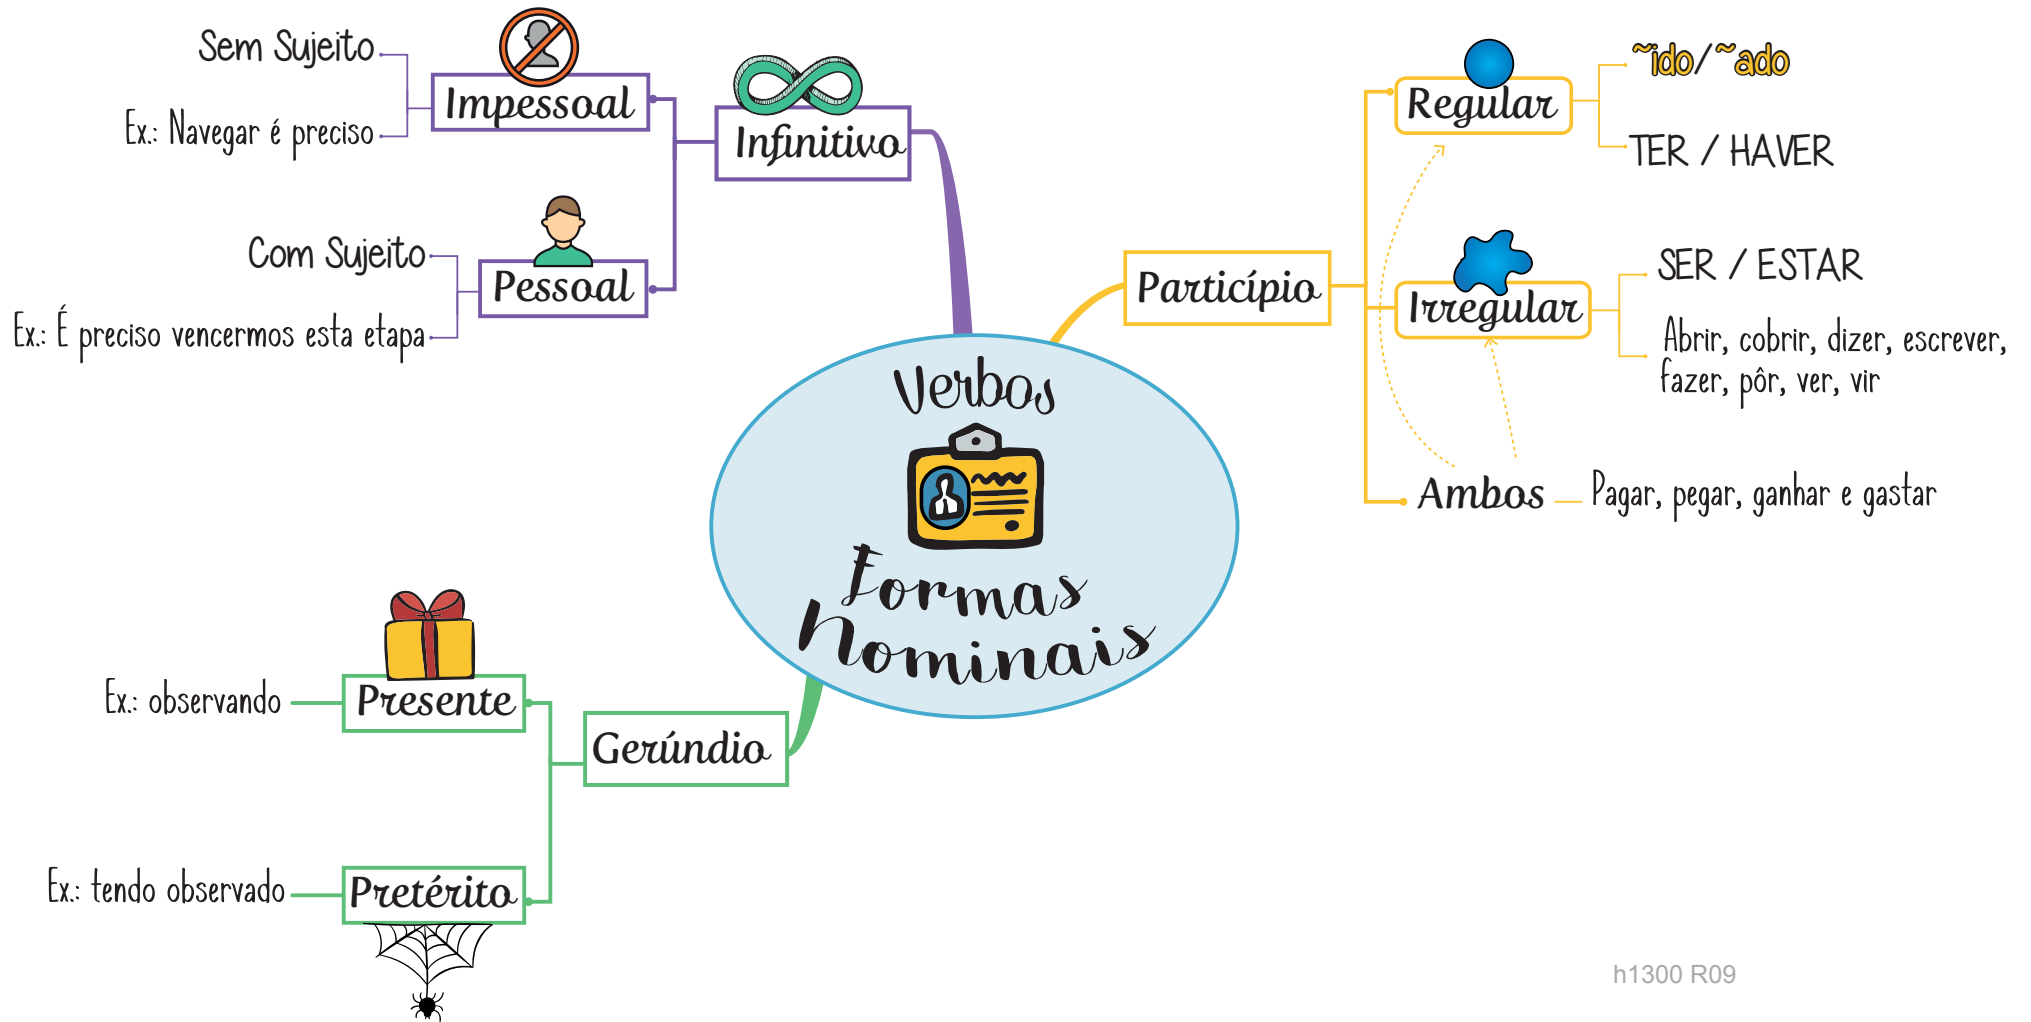 Verbos
Formas
Nominais
Infinitivo
Impessoal
Sem Sujeito
Ex.: Navegar é preciso
Pessoal
Com Sujeito
Ex.: É preciso vencermos esta etapa
Particípio
Regular
~ido/~ado
TER / HAVER
Irregular
SER / ESTAR
Abrir, cobrir, dizer, escrever,
fazer, pôr, ver, vir
Ambos
Pagar, pegar, ganhar e gastar
Gerúndio
Presente
Ex.: observando
Pretérito
Ex.: tendo observado
h1300 R09